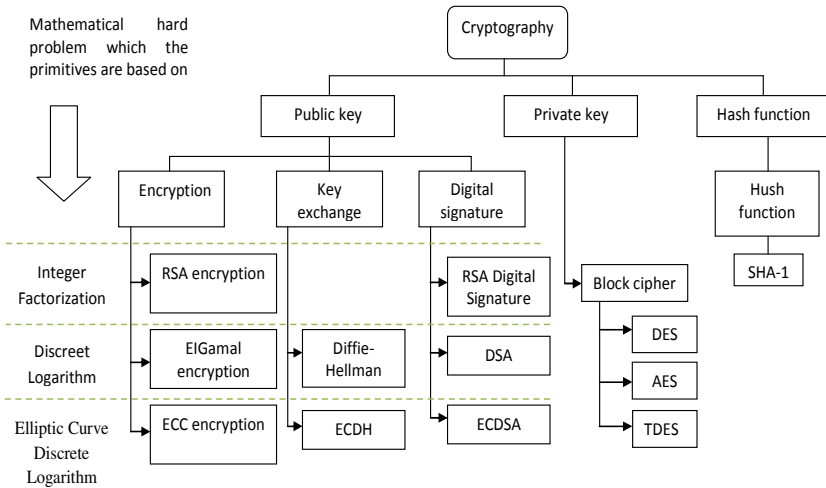 Mathematical hard
problem which the
primitives are based on
Cryptography
Public key
Private key
Hash function
Encryption
Key
exchange
Digital
signature
Hush
function
Integer
Factorization
RSA encryption
RSA Digital
Signature
Block cipher
SHA-1
Discreet
Logarithm
EIGamal
encryption
Diffie-
Hellman
DSA
DES
AES
Elliptic Curve
Discrete
Logarithm
ECC encryption
ECDH
ECDSA
TDES